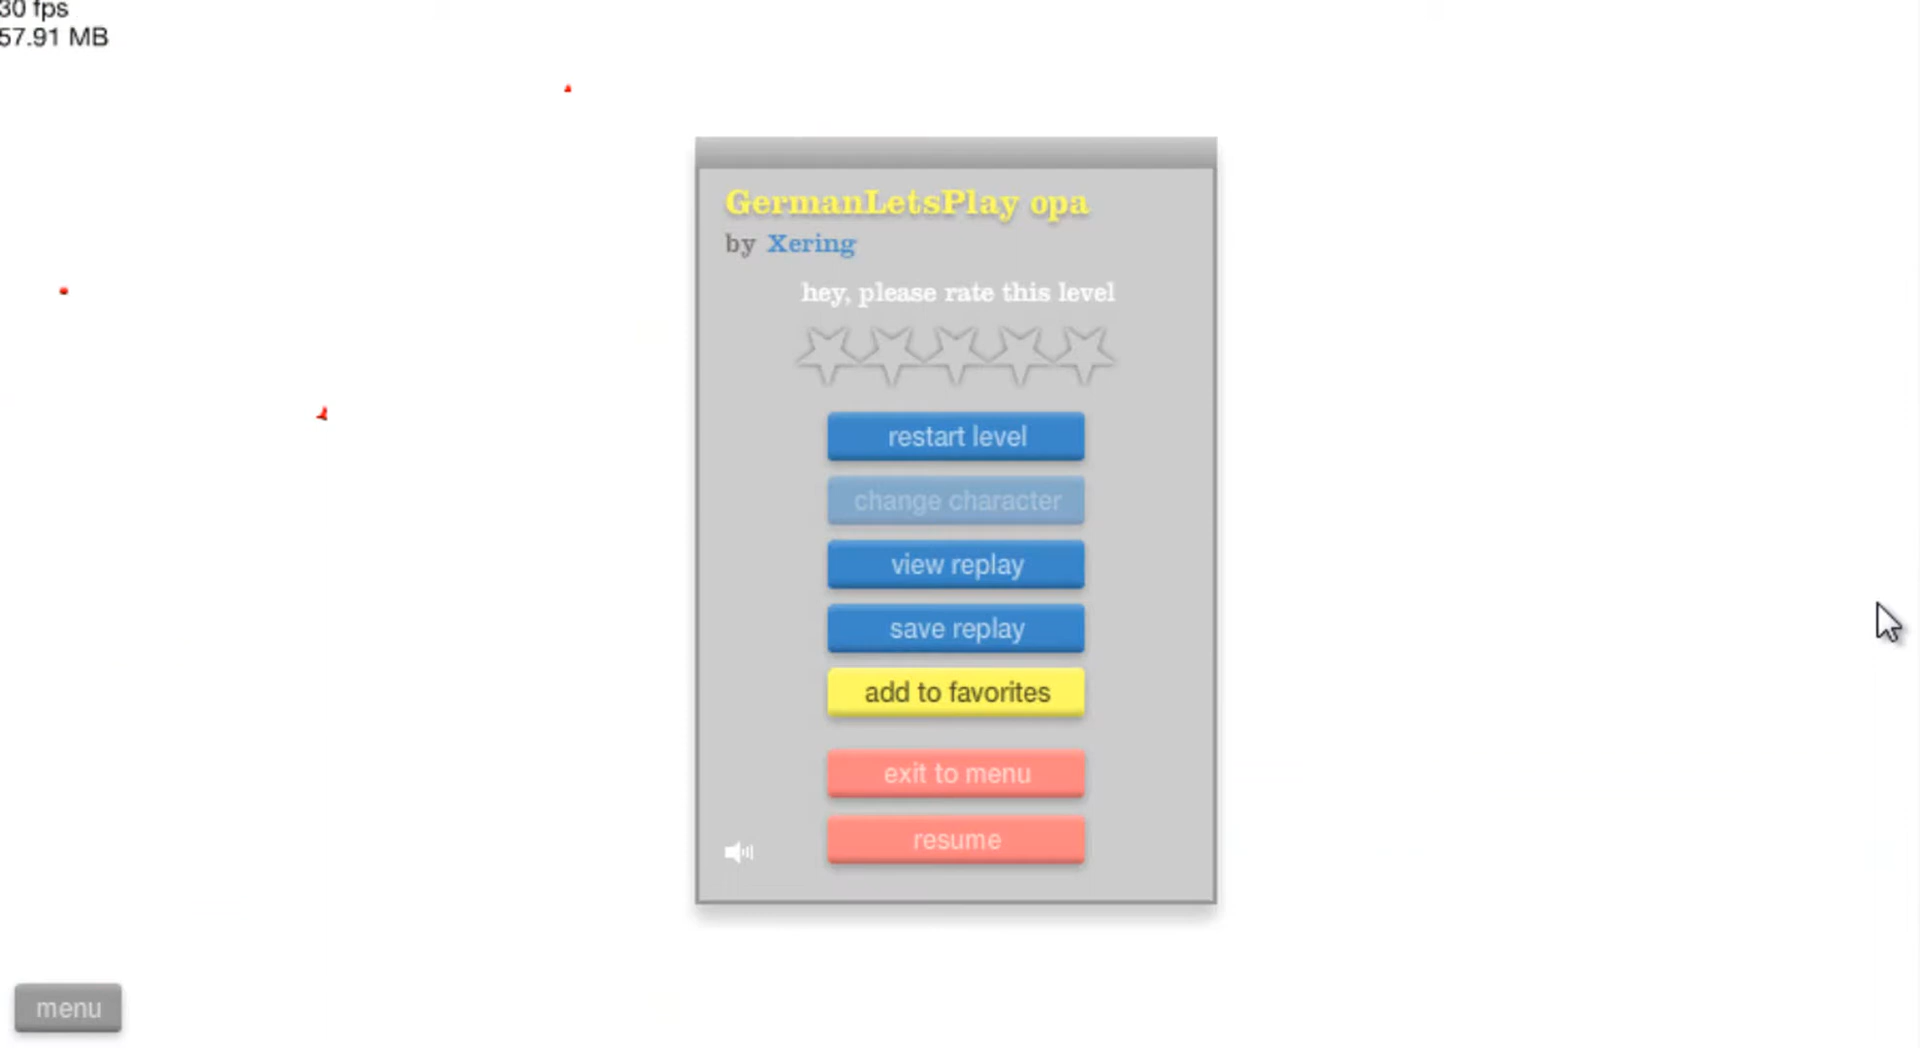 30 fps
57.91 MB
GermanLetsPlay opa
by Xering
hey, please rate this level
restart level
change character
view replay
save replay
add to favorites
exit to menu
resume
menu